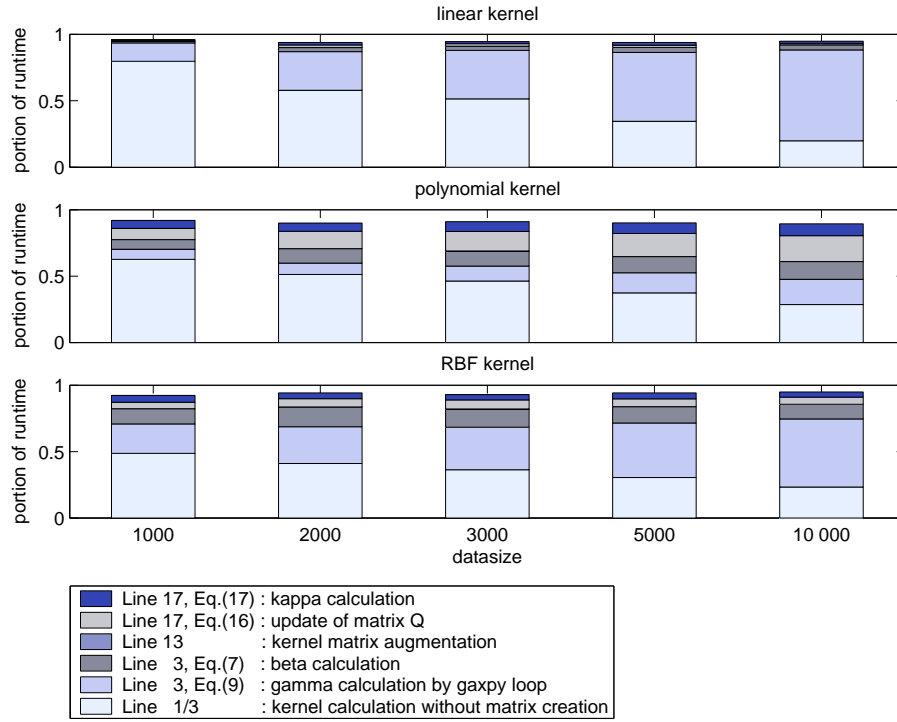 linear kernel
1
0.5
0
portion of runtime
polynomial kernel
1
0.5
0
portion of runtime
RBF kernel
1
0.5
0
portion of runtime
1000 2000 3000 5000 10 000
datasize
Line 17, Eq.(17) : kappa calculation
Line 17, Eq.(16) : update of matrix Q
Line 13 : kernel matrix augmentation
Line 3, Eq.(7) : beta calculation
Line 3, Eq.(9) : gamma calculation by gaxpy loop
Line 1/3 : kernel calculation without matrix creation